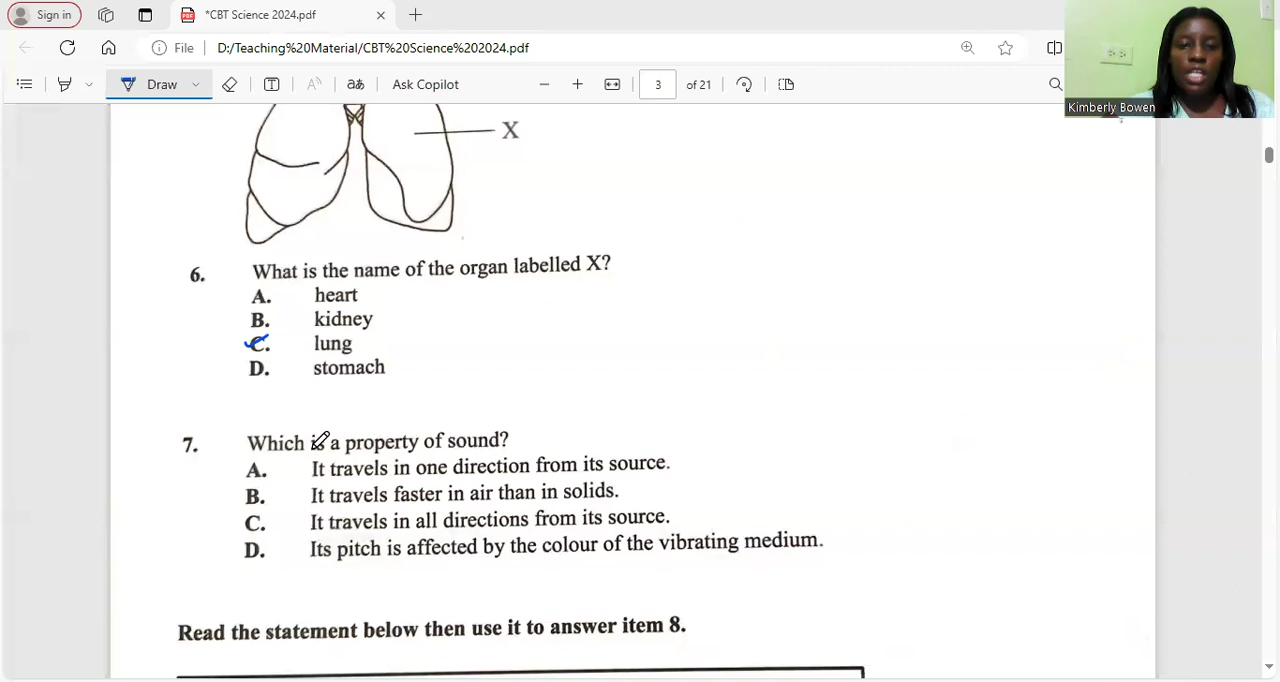 Sign in
*CBT Science 2024.pdf
File D:/Teaching%20Material/CBT%20Science%202024.pdf
Draw aあ Ask Copilot 3 of 21
Kimberly Bowen
X
6. What is the name of the organ labelled X?
A. heart
B. kidney
C. lung
D. stomach
7. Which is a property of sound?
A. It travels in one direction from its source.
B. It travels faster in air than in solids.
C. It travels in all directions from its source.
D. Its pitch is affected by the colour of the vibrating medium.
Read the statement below then use it to answer item 8.